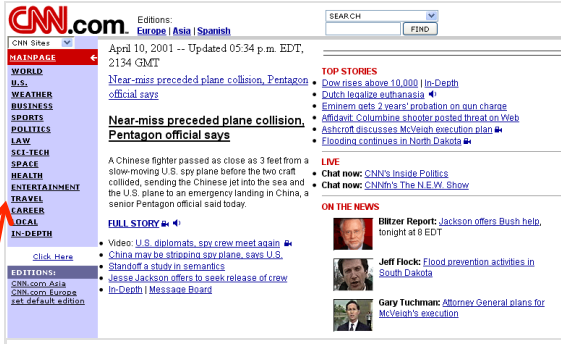 CNN.com
Editions:
Europe | Asia | Spanish
SEARCH
FIND
CNN Sites
MAINPAGE
WORLD
U.S.
WEATHER
BUSINESS
SPORTS
POLITICS
LAW
SCI-TECH
SPACE
HEALTH
ENTERTAINMENT
TRAVEL
CAREER
LOCAL
IN-DEPTH
Click Here
EDITIONS:
CNN.com Asia
CNN.com Europe
set default edition
April 10, 2001 -- Updated 05:34 p.m. EDT,
2134 GMT
Near-miss preceded plane collision, Pentagon
official says
Near-miss preceded plane collision,
Pentagon official says
A Chinese fighter passed as close as 3 feet from a
slow-moving U.S. spy plane before the two craft
collided, sending the Chinese jet into the sea and
the U.S. plane to an emergency landing in China, a
senior Pentagon official said today.
FULL STORY
• Video: U.S. diplomats, spy crew meet again
• China may be stripping spy plane, says U.S.
• Standoff a study in semantics
• Jesse Jackson offers to seek release of crew
• In-Depth | Message Board
TOP STORIES
• Dow rises above 10,000 | In-Depth
• Dutch legalize euthanasia
• Eminem gets 2 years' probation on gun charge
• Affidavit: Columbine shooter posted threat on Web
• Ashcroft discusses McVeigh execution plan
• Flooding continues in North Dakota
LIVE
• Chat now: CNN's Inside Politics
• Chat now: CNNfn's The N.E.W. Show
ON THE NEWS
Blitzer Report: Jackson offers Bush help,
tonight at 8 EDT
Jeff Flock: Flood prevention activities in
South Dakota
Gary Tuchman: Attorney General plans for
McVeigh's execution